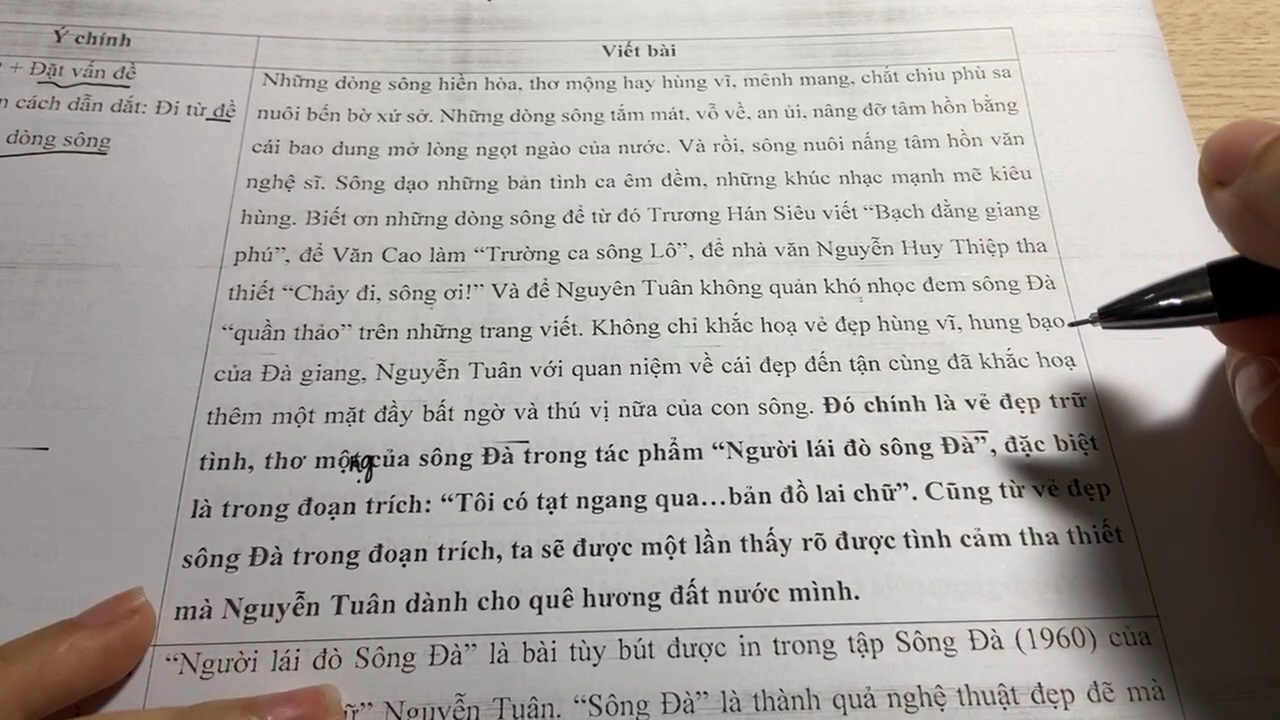 Ý chính
Viết bài
+ Đặt vấn đề
cách dẫn dắt: Đi từ đề
dòng sông
Những dòng sông hiền hòa, thơ mộng hay hùng vĩ, mênh mang, chắt chiu phù sa
nuôi bến bờ xứ sở. Những dòng sông tắm mát, vỗ về, an ủi, nâng đỡ tâm hồn bằng
cái bao dung mở lòng ngọt ngào của nước. Và rồi, sông nuôi nấng tâm hồn văn
nghệ sĩ. Sông dạo những bản tình ca êm đềm, những khúc nhạc mạnh mẽ kiêu
hùng. Biết ơn những dòng sông để từ đó Trương Hán Siêu viết “Bạch đằng giang
phú”, để Văn Cao làm “Trường ca sông Lô”, để nhà văn Nguyễn Huy Thiệp tha
thiết “Chảy đi, sông ơi!” Và để Nguyên Tuân không quản khó nhọc đem sông Đà
“quần thảo” trên những trang viết. Không chỉ khắc hoạ vẻ đẹp hùng vĩ, hung bạo
của Đà giang, Nguyễn Tuân với quan niệm về cái đẹp đến tận cùng đã khắc hoạ
thêm một mặt đầy bất ngờ và thú vị nữa của con sông. Đó chính là vẻ đẹp trữ
tình, thơ mộng của sông Đà trong tác phẩm “Người lái đò sông Đà”, đặc biệt
là trong đoạn trích: “Tôi có tạt ngang qua…bản đồ lai chữ”. Cũng từ vẻ đẹp
sông Đà trong đoạn trích, ta sẽ được một lần thấy rõ được tình cảm tha thiết
mà Nguyễn Tuân dành cho quê hương đất nước mình.
“Người lái đò Sông Đà” là bài tùy bút được in trong tập Sông Đà (1960) của
Nguyễn Tuân. “Sông Đà” là thành quả nghệ thuật đẹp đẽ mà